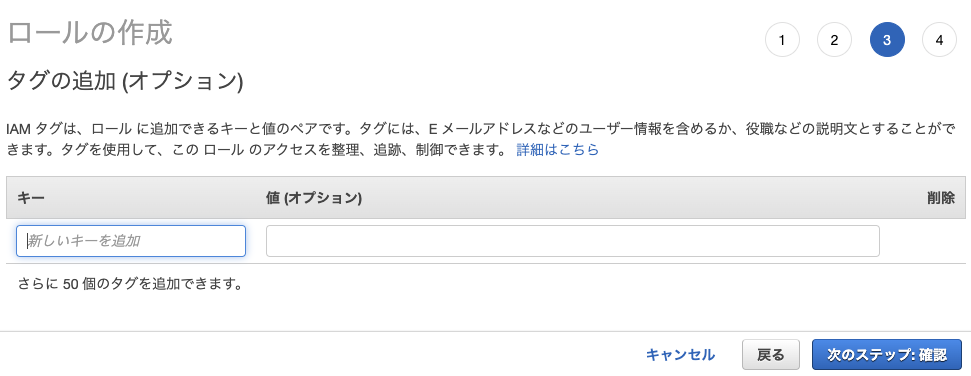 ロールの作成
1 2 3 4
タグの追加 (オプション)
IAM タグは、ロール に追加できるキーと値のペアです。タグには、E メールアドレスなどのユーザー情報を含めるか、役職などの説明文とすることがで
きます。タグを使用して、この ロール のアクセスを整理、追跡、制御できます。 詳細はこちら
キー 値 (オプション) 削除
新しいキーを追加
さらに 50 個のタグを追加できます。
キャンセル 戻る 次のステップ: 確認